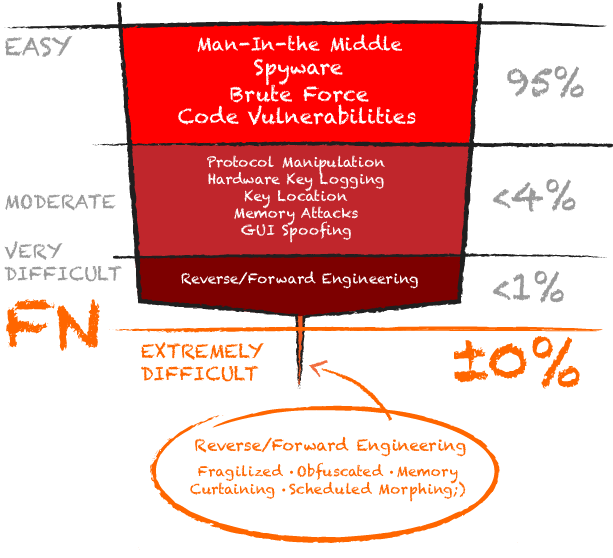 EASY
Man-In-the Middle
Spyware
Brute Force
Code Vulnerabilities
95%
MODERATE
Protocol Manipulation
Hardware Key Logging
Key Location
Memory Attacks
GUI Spoofing
<4%
VERY
DIFFICULT
Reverse/Forward Engineering
<1%
FN
EXTREMELY
DIFFICULT
±0%
Reverse/Forward Engineering
Fragilized · Obfuscated · Memory
Curtaining · Scheduled Morphing;)